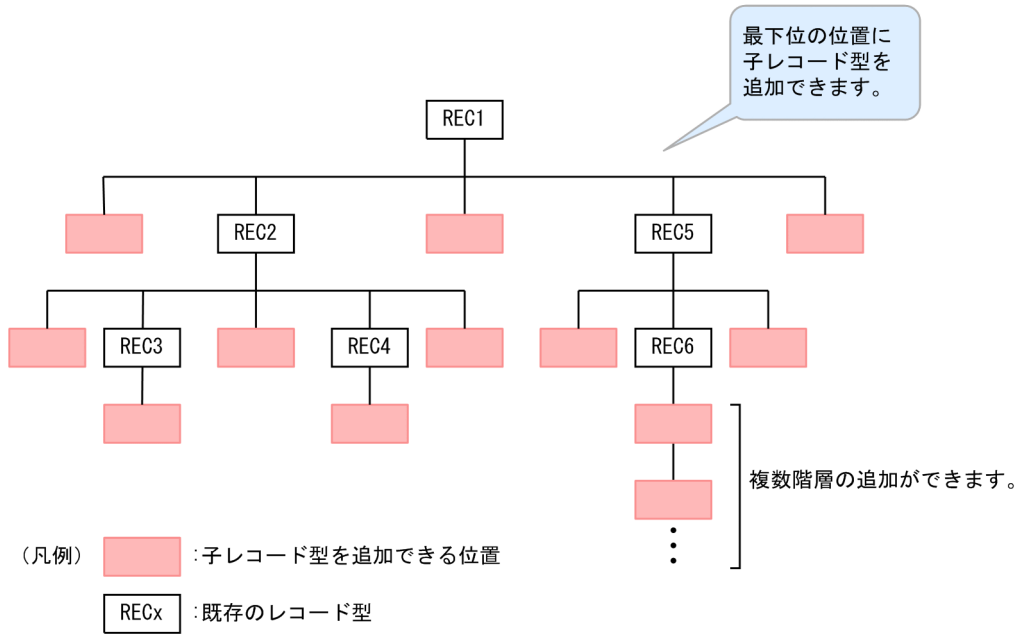 最下位の位置に
子レコード型を
追加できます。
REC1
REC2
REC5
REC3
REC4
REC6
複数階層の追加ができます。
（凡例）
:子レコード型を追加できる位置
RECx
:既存のレコード型